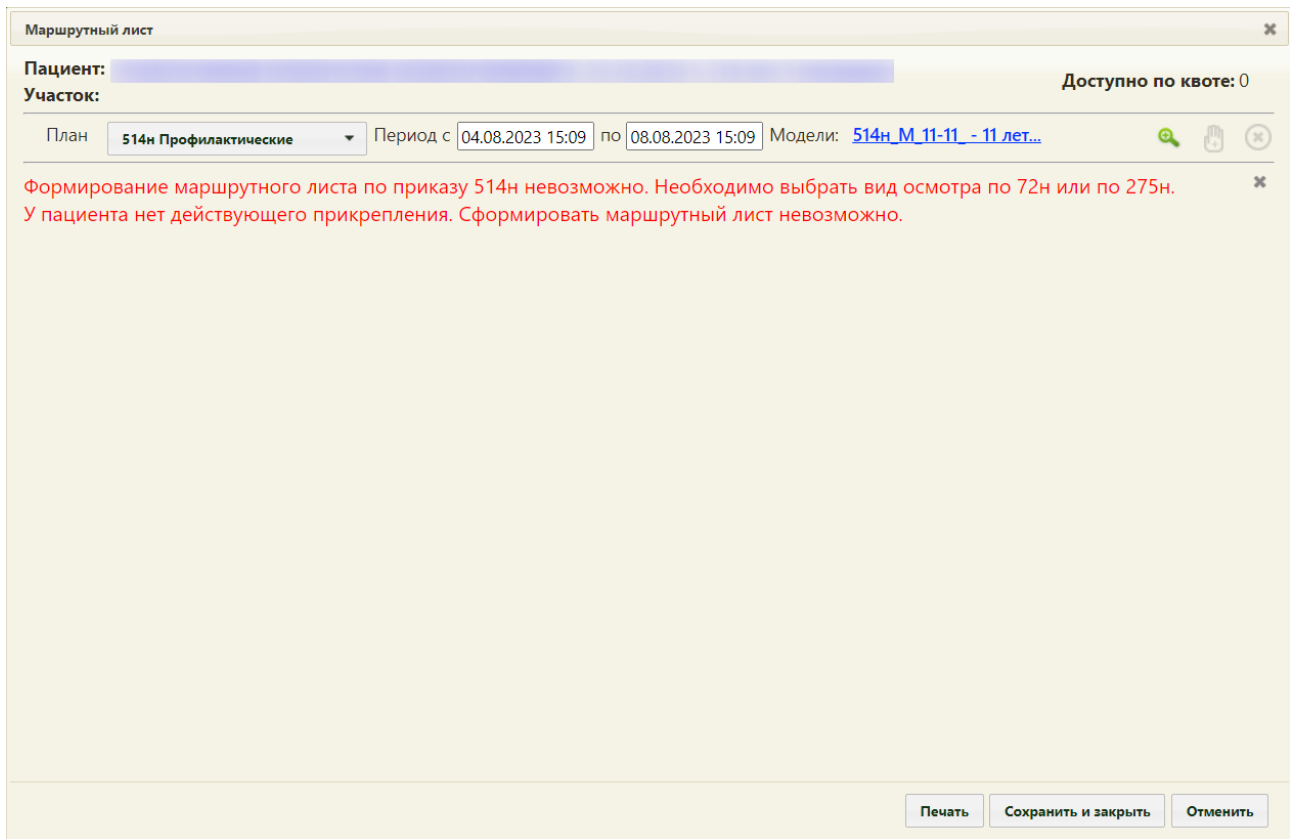 Маршрутный лист
Пациент:
Участок:
Доступно по квоте: 0
План 514н Профилактические Период с 04.08.2023 15:09 по 08.08.2023 15:09 Модели: 514н_М_11-11_ - 11 лет...
Формирование маршрутного листа по приказу 514н невозможно. Необходимо выбрать вид осмотра по 72н или по 275н.
У пациента нет действующего прикрепления. Сформировать маршрутный лист невозможно.
Печать Сохранить и закрыть Отменить